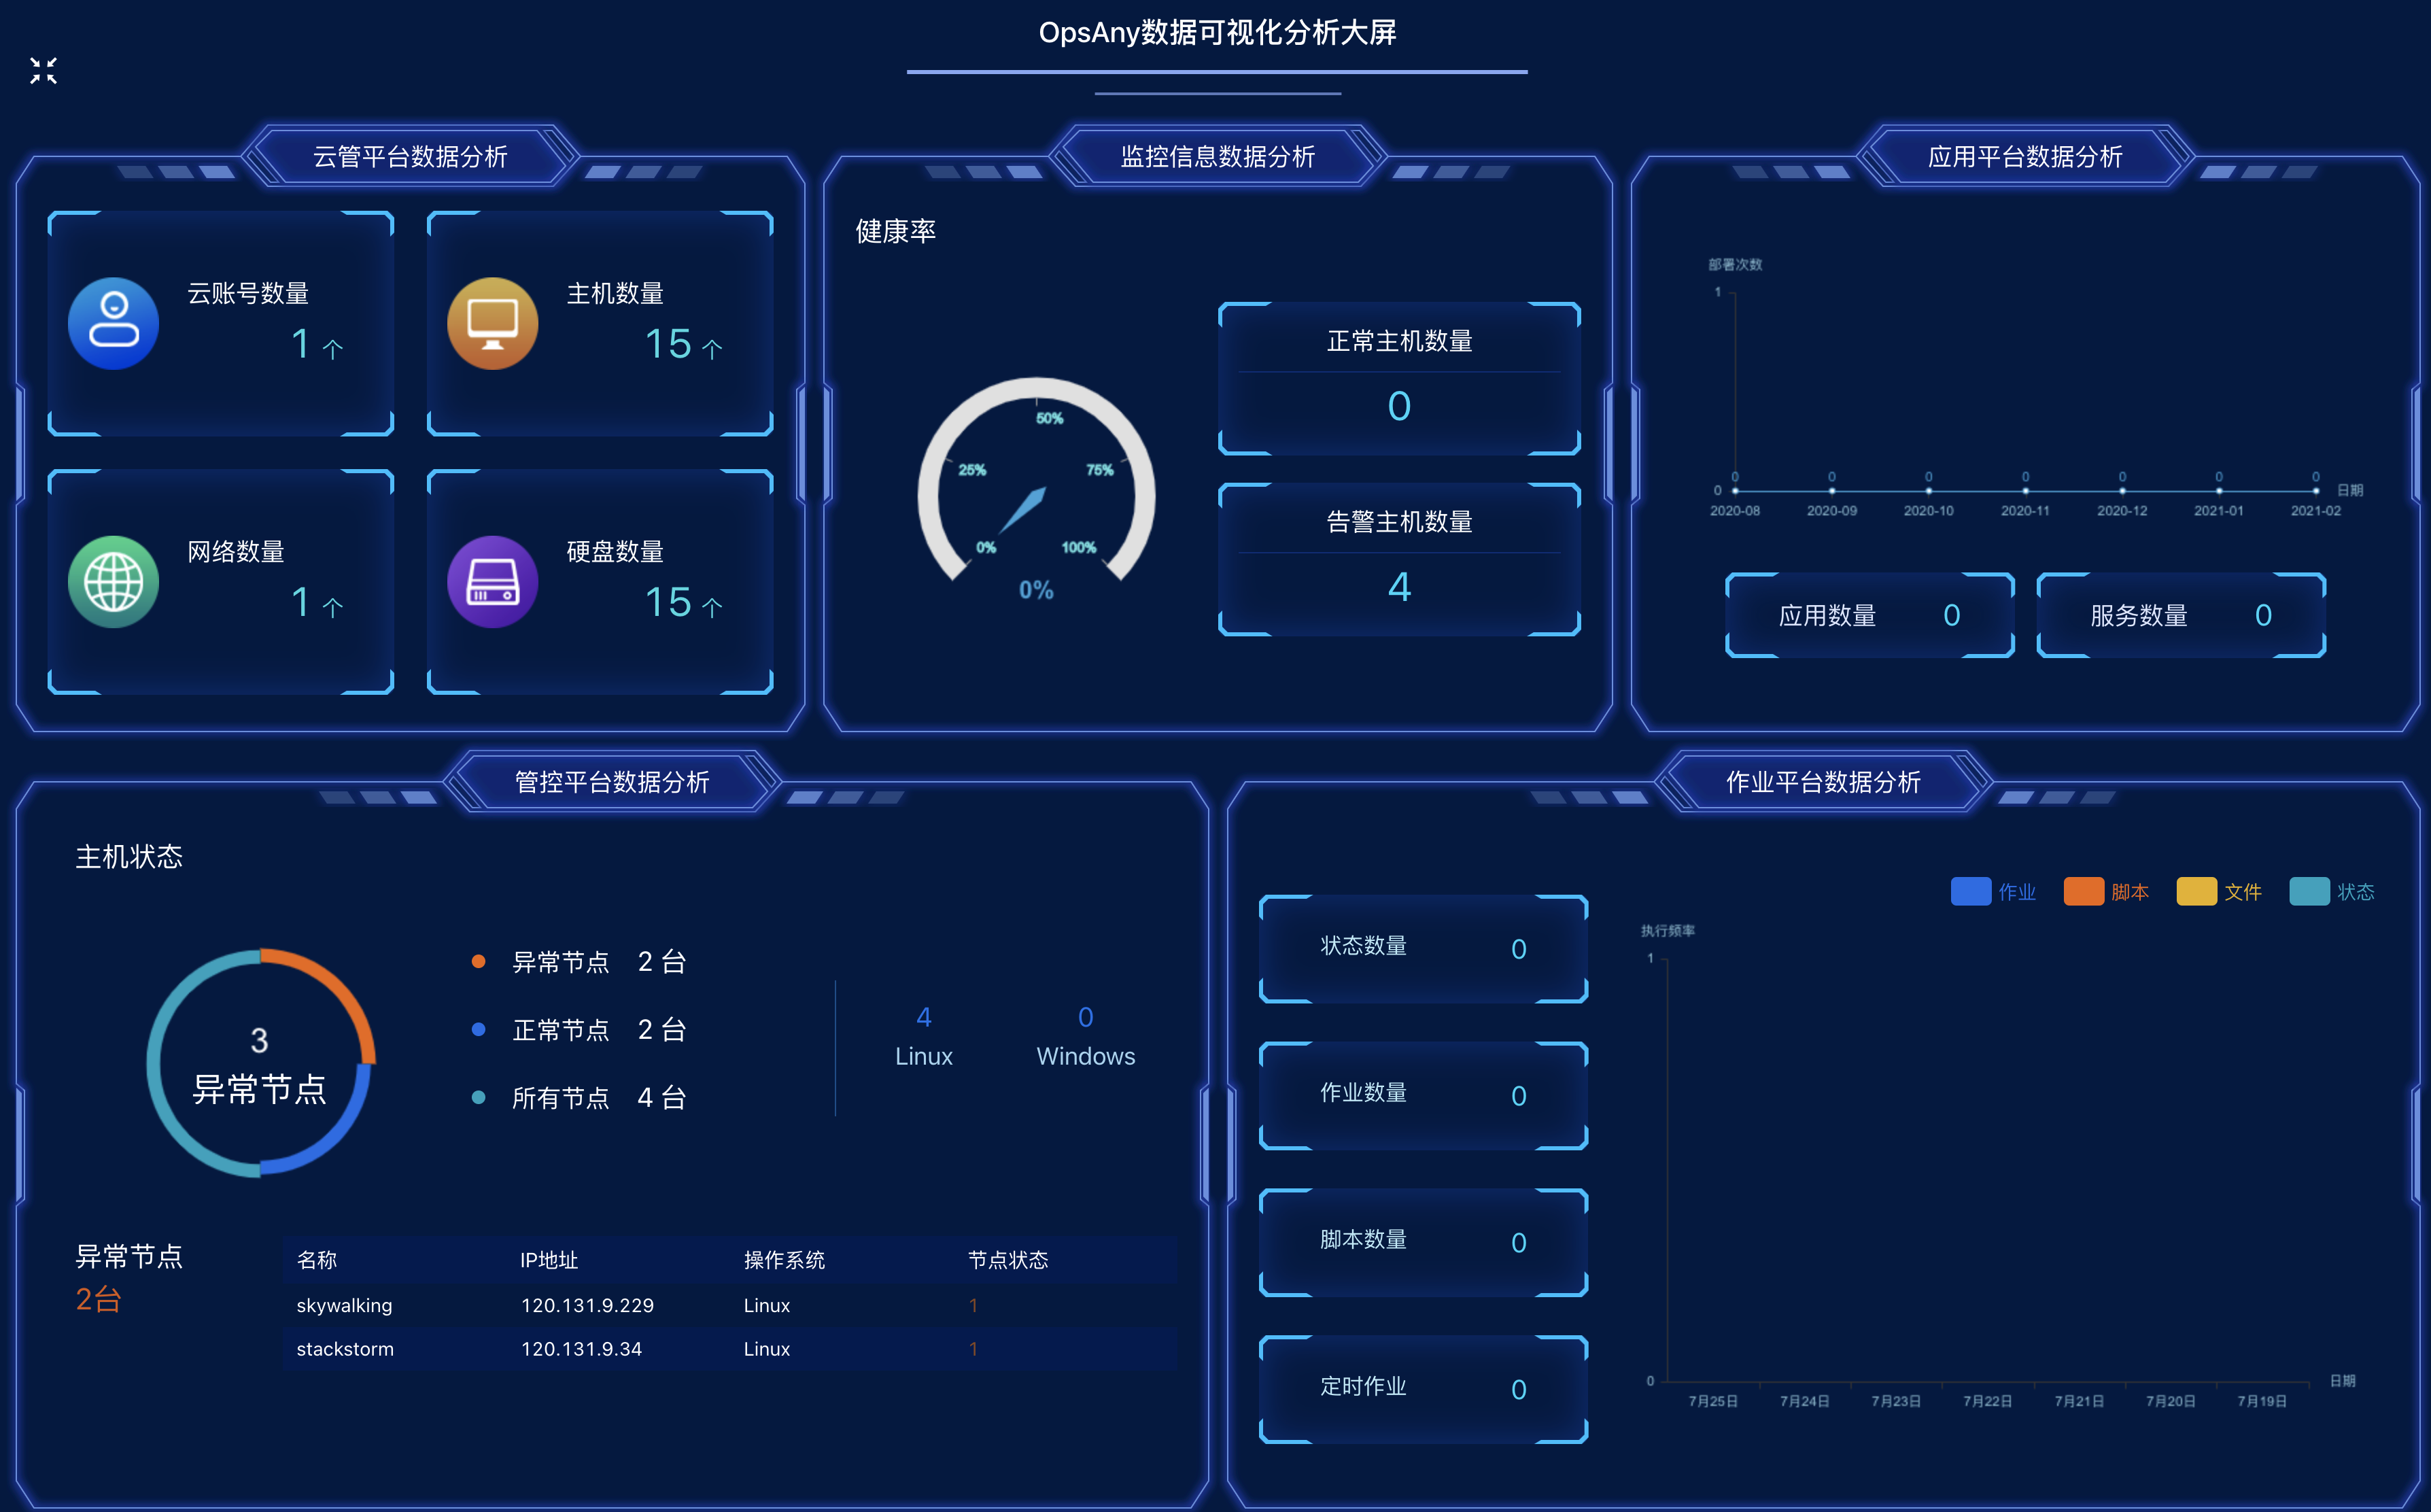 OpsAny数据可视化分析大屏
云管平台数据分析
云账号数量
1 个
主机数量
15 个
网络数量
1 个
硬盘数量
15 个
监控信息数据分析
健康率
50%
25%
75%
0%
100%
0%
正常主机数量
0
告警主机数量
4
应用平台数据分析
部署次数
1
0 0 0 0 0 0 0
0
日期
2020-08 2020-09 2020-10 2020-11 2020-12 2021-01 2021-02
应用数量 0
服务数量 0
管控平台数据分析
主机状态
3
异常节点
异常节点 2 台
正常节点 2 台
所有节点 4 台
4
Linux
0
Windows
异常节点
2台
名称 IP地址 操作系统 节点状态
skywalking 120.131.9.229 Linux 1
stackstorm 120.131.9.34 Linux 1
作业平台数据分析
状态数量 0
作业数量 0
脚本数量 0
定时作业 0
作业 脚本 文件 状态
执行频率
1
0
日期
7月25日 7月24日 7月23日 7月22日 7月21日 7月20日 7月19日